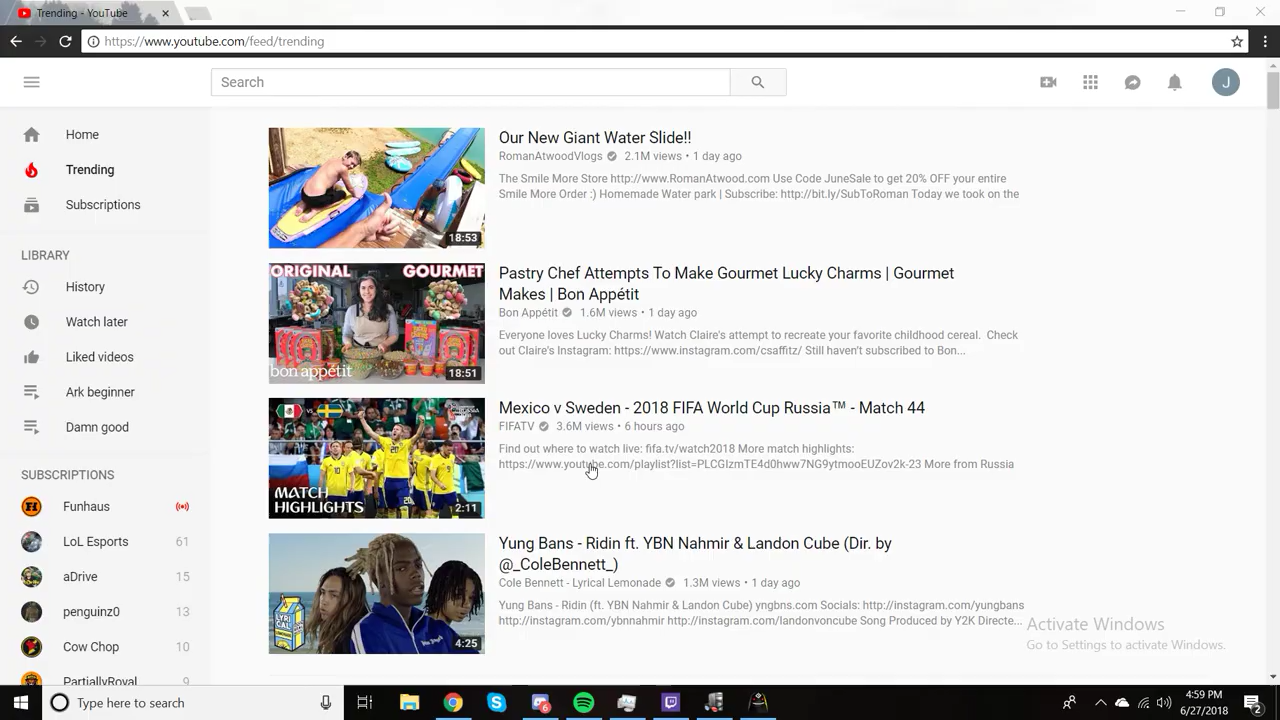 Trending - YouTube
https://www.youtube.com/feed/trending
Search
J
Home
Trending
Subscriptions
LIBRARY
History
Watch later
Liked videos
Ark beginner
Damn good
SUBSCRIPTIONS
Funhaus
LoL Esports 61
aDrive 15
penguinz0 13
Cow Chop 10
PartiallyRoyal 9
18:53
Our New Giant Water Slide!!
RomanAtwoodVlogs 2.1M views • 1 day ago
The Smile More Store http://www.RomanAtwood.com Use Code JuneSale to get 20% OFF your entire
Smile More Order :) Homemade Water park | Subscribe: http://bit.ly/SubToRoman Today we took on the
ORIGINAL GOURMET
bon appétit
18:51
Pastry Chef Attempts To Make Gourmet Lucky Charms | Gourmet
Makes | Bon Appétit
Bon Appétit 1.6M views • 1 day ago
Everyone loves Lucky Charms! Watch Claire's attempt to recreate your favorite childhood cereal. Check
out Claire's Instagram: https://www.instagram.com/csaffitz/ Still haven't subscribed to Bon...
VS
MATCH
HIGHLIGHTS
2:11
Mexico v Sweden - 2018 FIFA World Cup Russia™ - Match 44
FIFATV 3.6M views • 6 hours ago
Find out where to watch live: fifa.tv/watch2018 More match highlights:
https://www.youtube.com/playlist?list=PLCGIzmTE4d0hww7NG9ytmooEUZov2k-23 More from Russia
LYRI
CAL
4:25
Yung Bans - Ridin ft. YBN Nahmir & Landon Cube (Dir. by
@_ColeBennett_)
Cole Bennett - Lyrical Lemonade 1.3M views • 1 day ago
Yung Bans - Ridin (ft. YBN Nahmir & Landon Cube) yngbns.com Socials: http://instagram.com/yungbans
http://instagram.com/ybnnahmir http://instagram.com/landonvoncube Song Produced by Y2K Directe...
Activate Windows
Go to Settings to activate Windows.
Type here to search
4:59 PM
6/27/2018
2